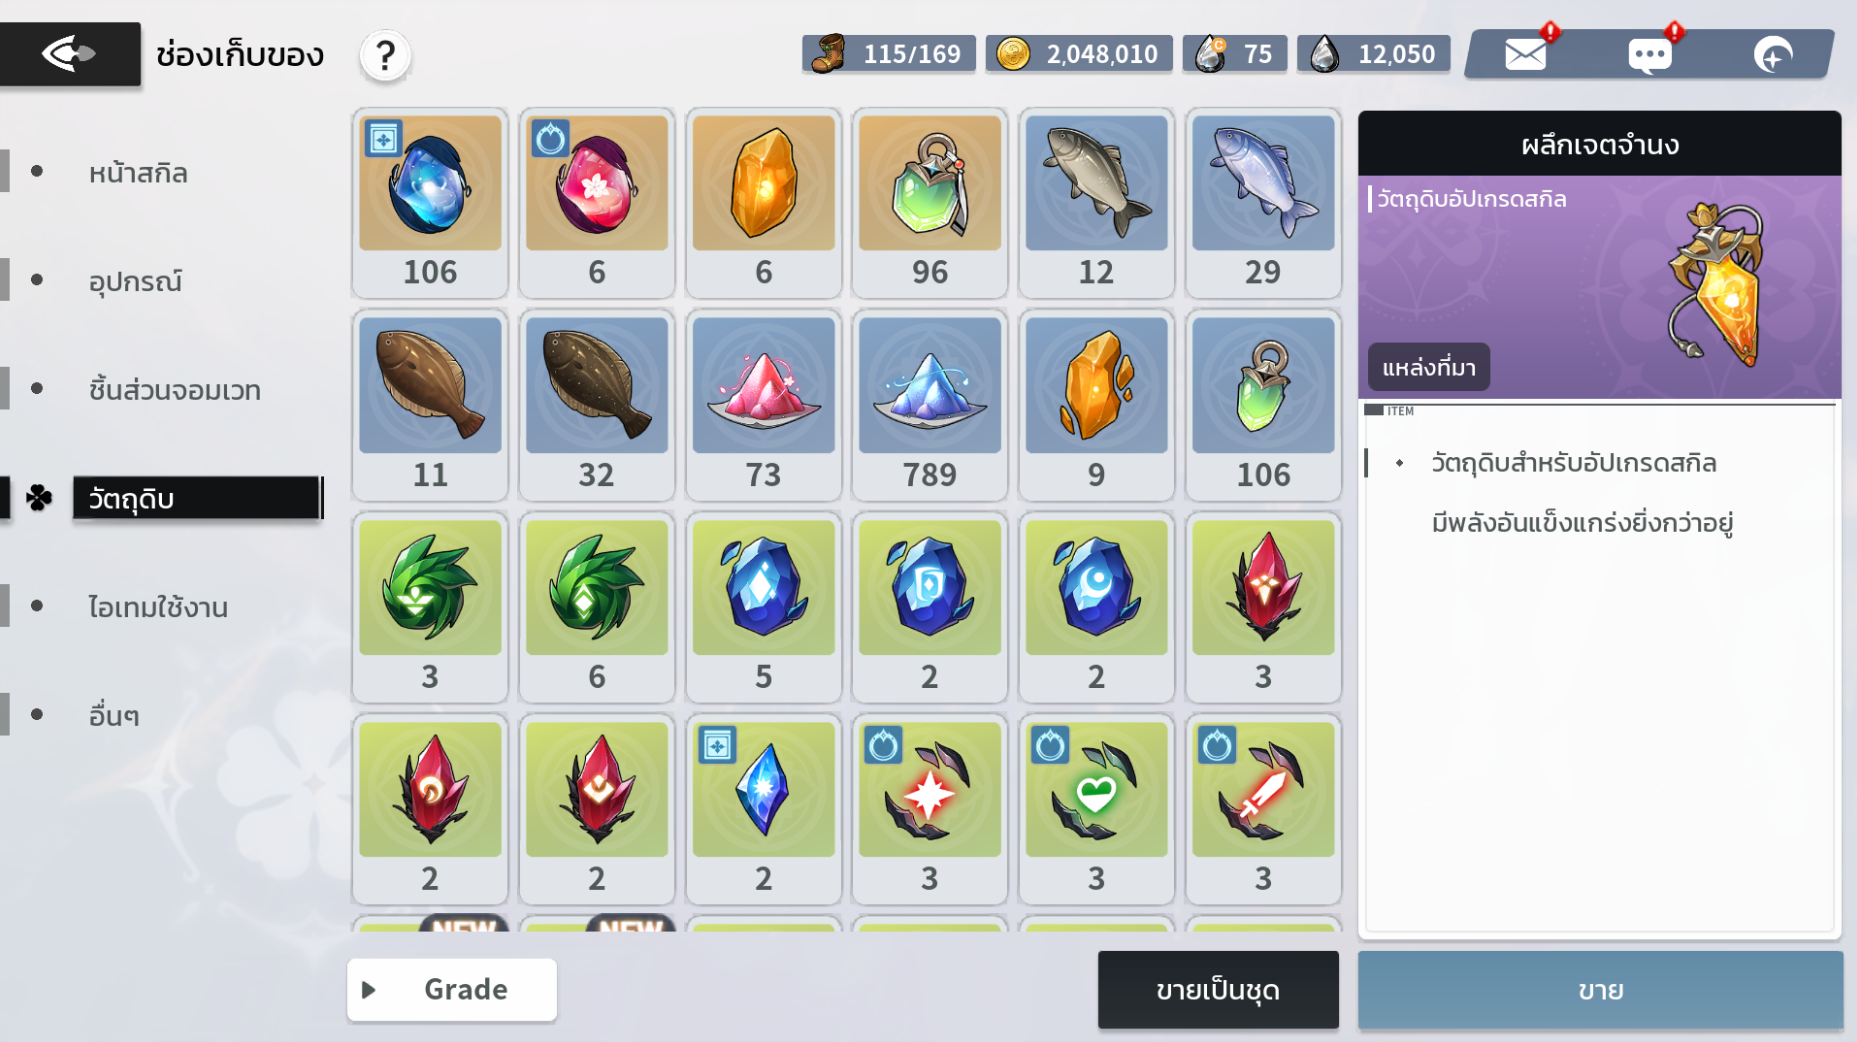 ช่องเก็บของ
?
115/169
2,048,010
75
12,050
หน้าสกิล
อุปกรณ์
ชิ้นส่วนจอมเวท
วัตถุดิบ
ไอเทมใช้งาน
อื่นๆ
106
6
6
96
12
29
11
32
73
789
9
106
3
6
5
2
2
3
2
2
2
3
3
3
NEW
NEW
Grade
ขายเป็นชุด
ผลึกเจตจำนง
วัตถุดิบอัปเกรดสกิล
แหล่งที่มา
ITEM
วัตถุดิบสำหรับอัปเกรดสกิล
มีพลังอันแข็งแกร่งยิ่งกว่าอยู่
ขาย